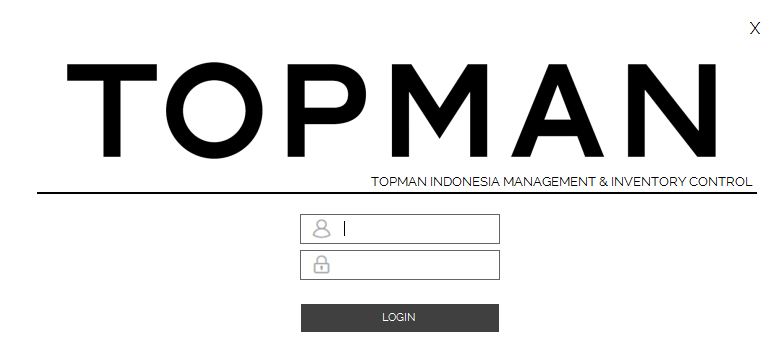 X
TOPMAN
TOPMAN INDONESIA MANAGEMENT & INVENTORY CONTROL
LOGIN